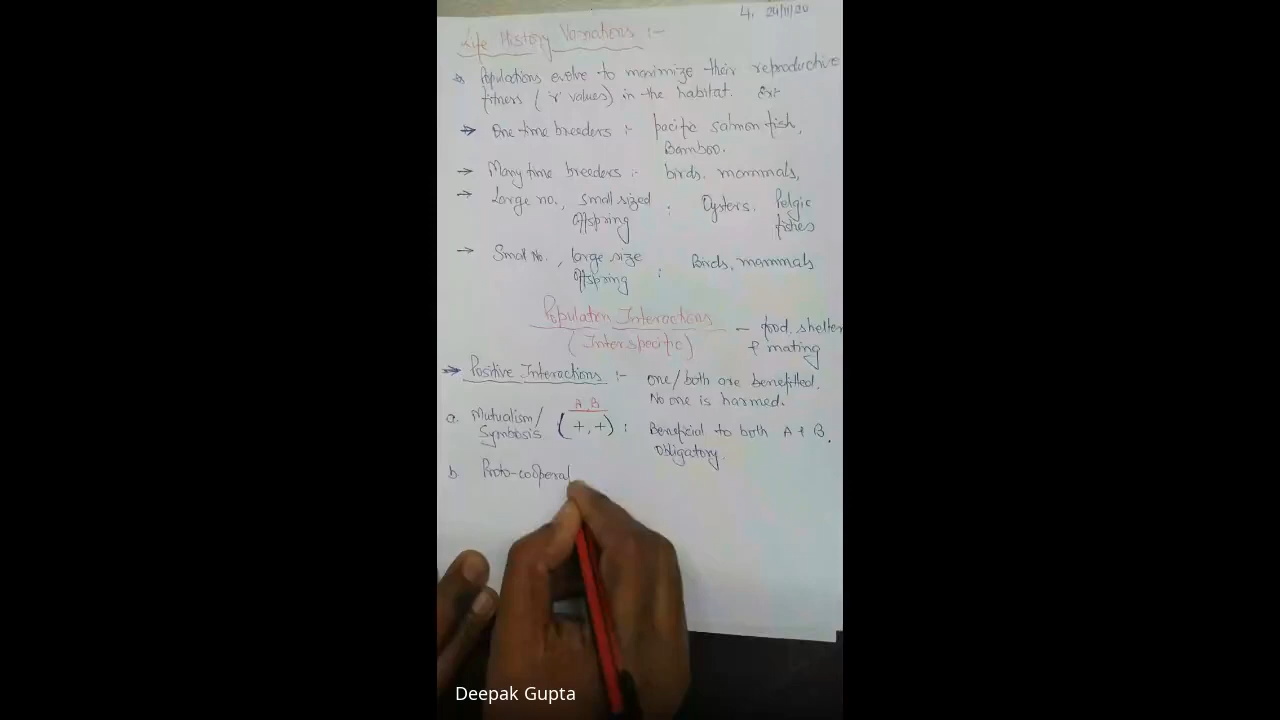 4. 24/11/20
Life History Variations :-
Populations evolve to maximize their reproductive
fitness ( 'r' values) in the habitat. Ex:-
→ One time breeders :- pacific salmon fish,
Bamboo.
→ Many time breeders :- birds, mammals,
→ Large no., small sized : Oysters. Pelgic
offspring fishes
→ Small No., large size : Birds, mammals
offspring
Population Interactions — food, shelter
(Interspecific) + mating
→ Positive Interactions :- one/both are benefitted.
No one is harmed.
A, B
a. Mutualism/ (+, +) : Beneficial to both A + B.
Symbosis Obligatory.
b Proto-cooperat
Deepak Gupta